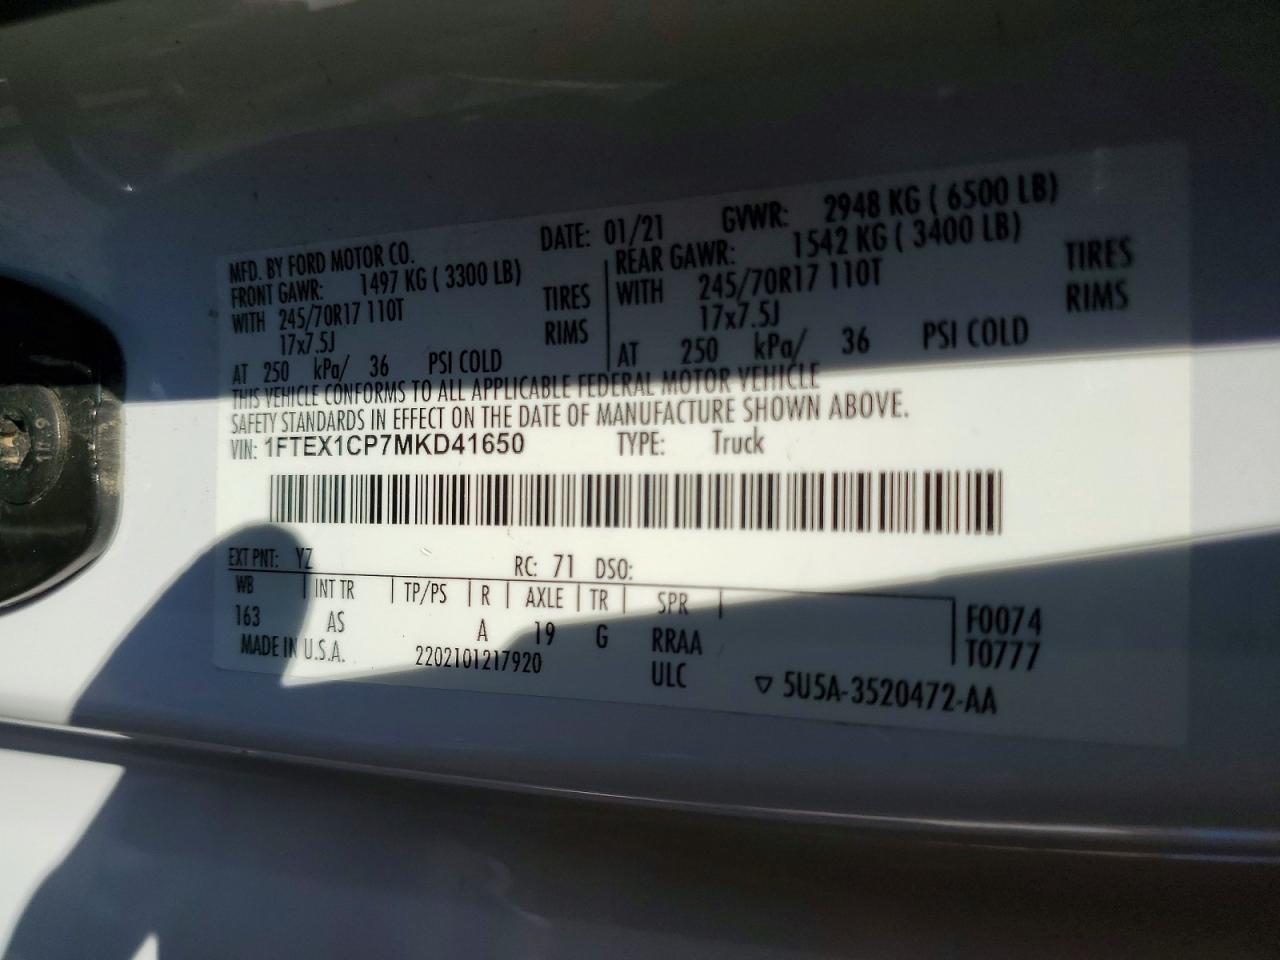 MFD. BY FORD MOTOR CO. DATE: 01/21 GVWR: 2948 KG ( 6500 LB)
FRONT GAWR: 1497 KG ( 3300 LB) REAR GAWR: 1542 KG ( 3400 LB)
WITH 245/70R17 110T TIRES WITH 245/70R17 110T TIRES
17x7.5J RIMS 17x7.5J RIMS
AT 250 kPa/ 36 PSI COLD AT 250 kPa/ 36 PSI COLD
THIS VEHICLE CONFORMS TO ALL APPLICABLE FEDERAL MOTOR VEHICLE
SAFETY STANDARDS IN EFFECT ON THE DATE OF MANUFACTURE SHOWN ABOVE.
VIN: 1FTEX1CP7MKD41650 TYPE: Truck
EXT PNT: YZ RC: 71 DSO:
WB INT TR TP/PS R AXLE TR SPR F0074
163 AS A 19 G RRAA T0777
MADE IN U.S.A. 2202101217920 ULC ▽ 5U5A-3520472-AA